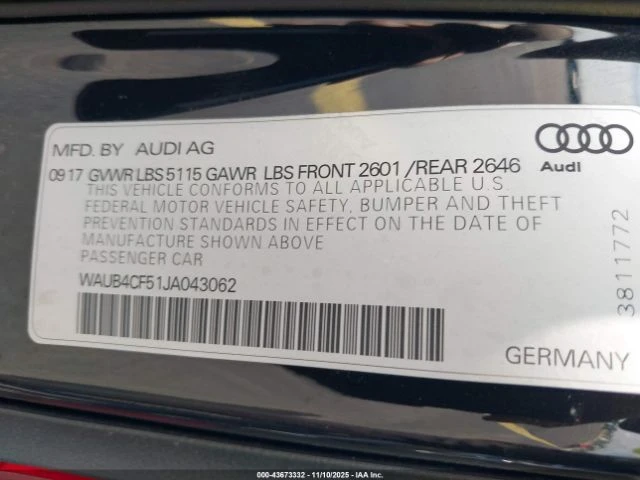 MFD. BY AUDI AG
0917 GVWR LBS 5115 GAWR LBS FRONT 2601 /REAR 2646
THIS VEHICLE CONFORMS TO ALL APPLICABLE U.S.
FEDERAL MOTOR VEHICLE SAFETY, BUMPER AND THEFT
PREVENTION STANDARDS IN EFFECT ON THE DATE OF
MANUFACTURE SHOWN ABOVE
PASSENGER CAR
WAUB4CF51JA043062
Audi
3811772
GERMANY
000-43673332 - 11/10/2025 - IAA Inc.